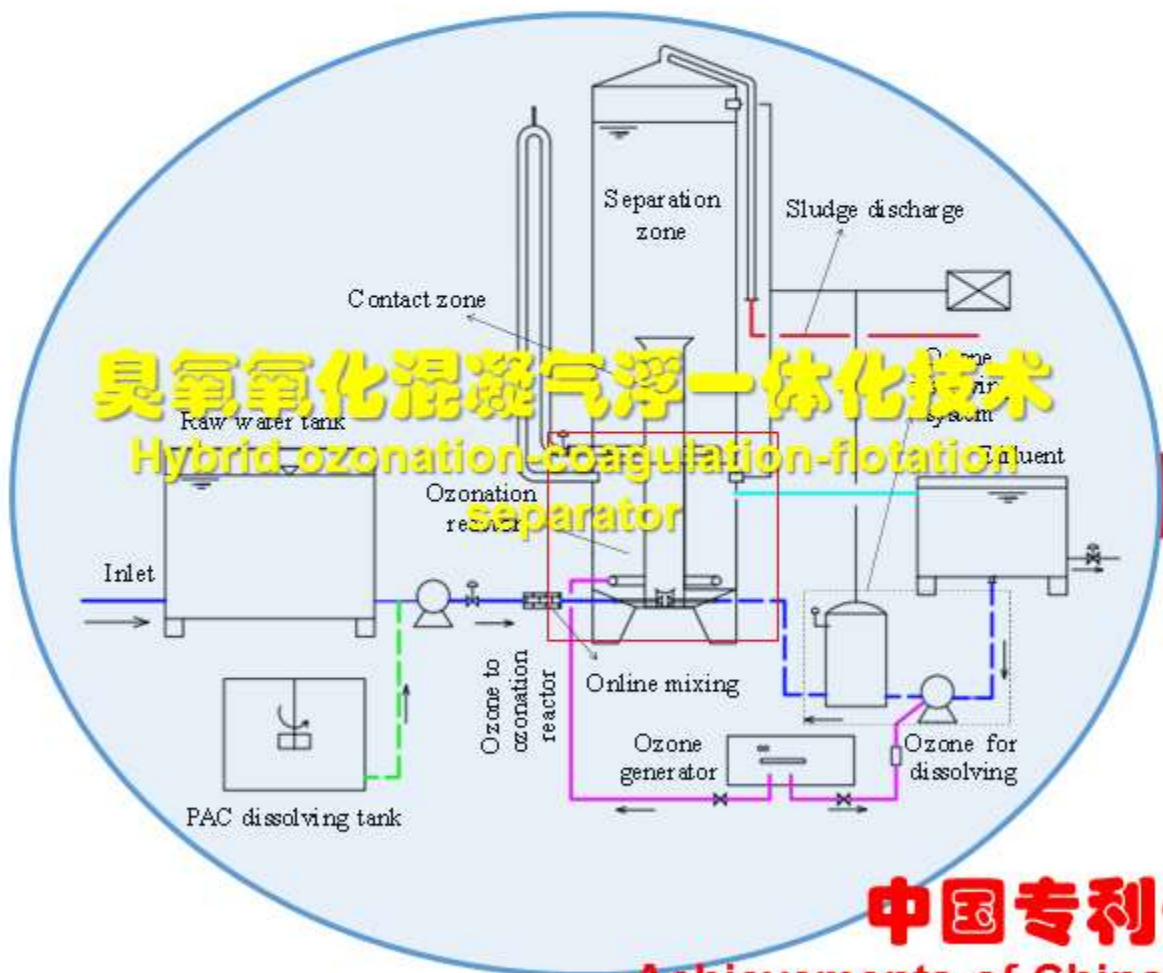 Separation
zone
Sludge discharge
Contact zone
臭氧氧化混凝气浮一体化技术
Raw water tank
system
Hybrid ozonation-coagulation-flotation
separator
Effluent
Ozonation
Inlet
Ozone to
ozonation
reactor
Online mixing
Ozone
generator
Ozone for
dissolving
PAC dissolving tank
中国专利